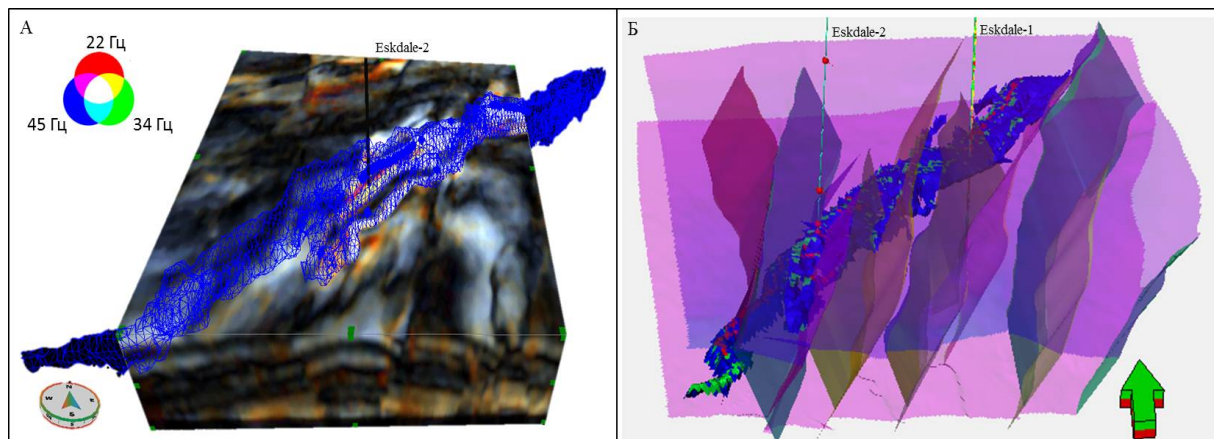 А
22 Гц
45 Гц
34 Гц
Eskdale-2
N
W
E
S
Б
Eskdale-2
Eskdale-1